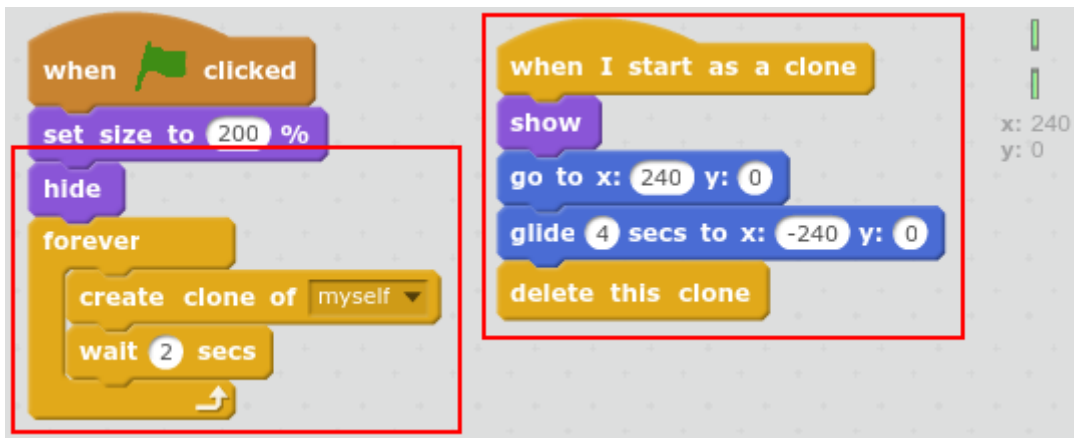 when clicked
set size to 200 %
hide
forever
create clone of myself
wait 2 secs
when I start as a clone
show
go to x: 240 y: 0
glide 4 secs to x: -240 y: 0
delete this clone
x: 240
y: 0